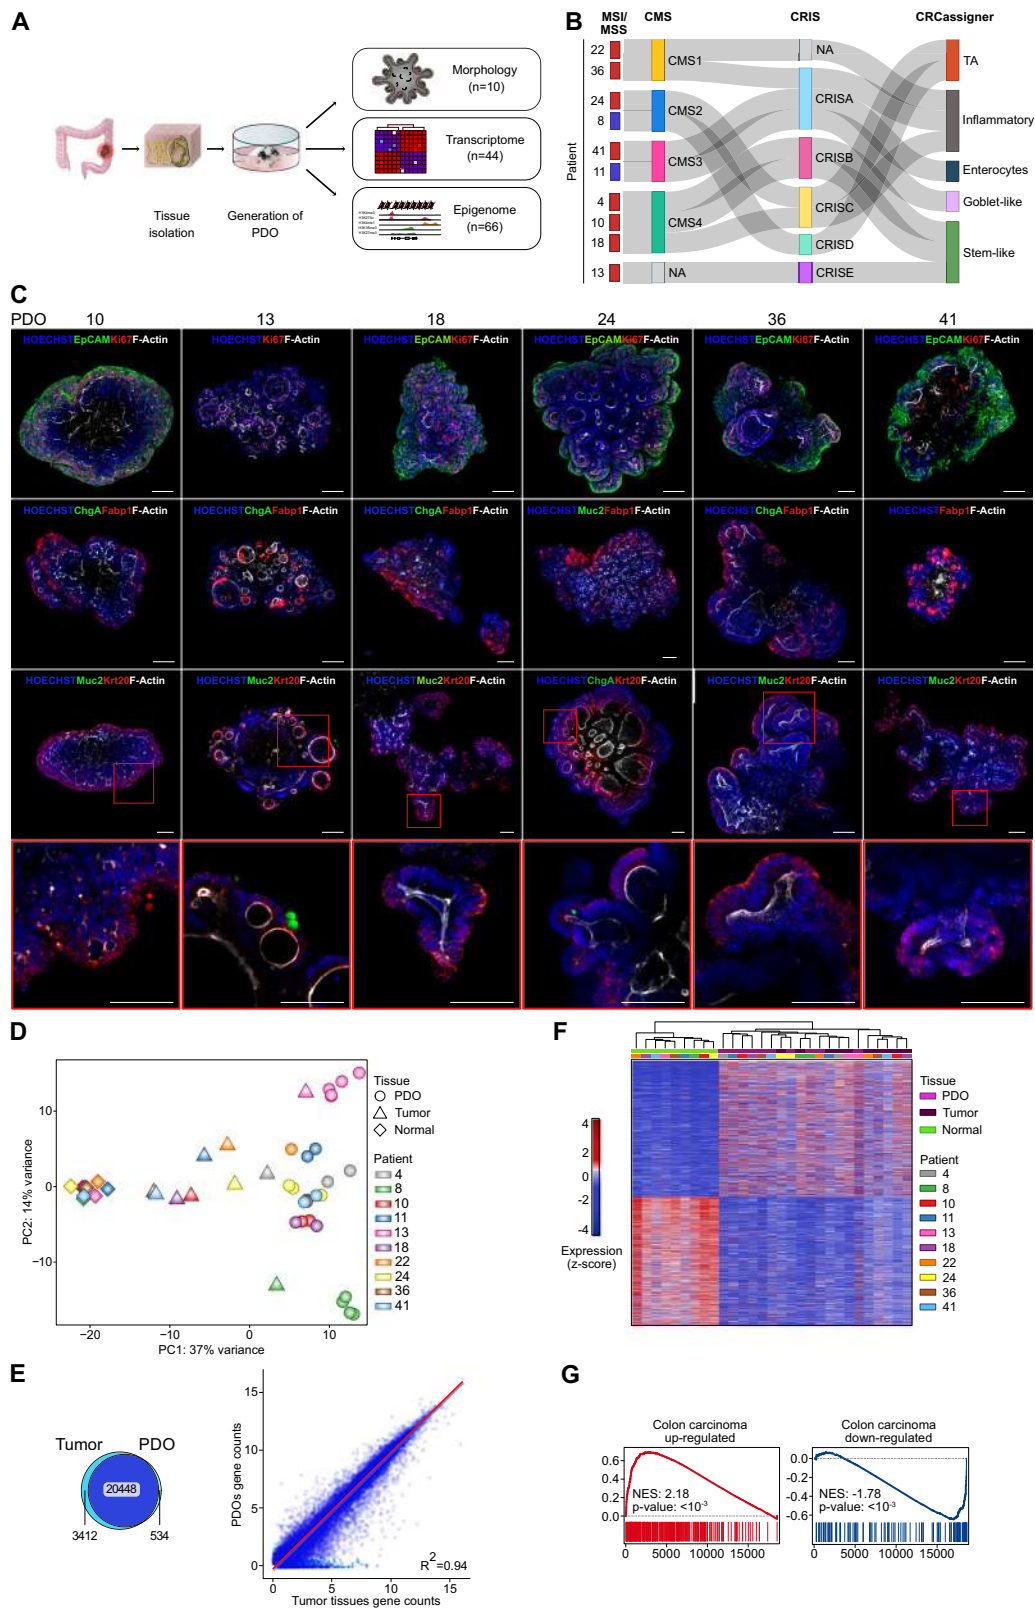 A
Tissue
isolation
Generation of
PDO
Morphology
(n=10)
Transcriptome
(n=44)
Epigenome
(n=66)
B
MSI/
MSS
CMS
CRIS
CRCassigner
Patient
22
36
24
8
41
11
4
10
18
13
CMS1
CMS2
CMS3
CMS4
NA
NA
CRISA
CRISB
CRISC
CRISD
CRISE
TA
Inflammatory
Enterocytes
Goblet-like
Stem-like
C
PDO 10 13 18 24 36 41
HOECHSTEpCAMKi67F-Actin
HOECHSTKi67F-Actin
HOECHSTEpCAMKi67F-Actin
HOECHSTEpCAMKi67F-Actin
HOECHSTEpCAMKi67F-Actin
HOECHSTEpCAMKi67F-Actin
HOECHSTChgAFabp1F-Actin
HOECHSTChgAFabp1F-Actin
HOECHSTChgAFabp1F-Actin
HOECHSTMuc2Fabp1F-Actin
HOECHSTChgAFabp1F-Actin
HOECHSTFabp1F-Actin
HOECHSTMuc2Krt20F-Actin
HOECHSTMuc2Krt20F-Actin
HOECHSTMuc2Krt20F-Actin
HOECHSTChgAKrt20F-Actin
HOECHSTMuc2Krt20F-Actin
HOECHSTMuc2Krt20F-Actin
D
PC2: 14% variance
10
0
−10
−20 −10 0 10
PC1: 37% variance
Tissue
PDO
Tumor
Normal
Patient
4
8
10
11
13
18
22
24
36
41
F
4
2
0
-2
-4
Expression
(z-score)
Tissue
PDO
Tumor
Normal
Patient
4
8
10
11
13
18
22
24
36
41
E
Tumor PDO
20448
3412 534
PDOs gene counts
15
10
5
0
R2=0.94
0 5 10 15
Tumor tissues gene counts
G
Colon carcinoma
up-regulated
0.6
0.4
0.2
0.0
NES: 2.18
p-value: <10-3
0 5000 10000 15000
Colon carcinoma
down-regulated
0.0
-0.2
-0.4
-0.6
NES: -1.78
p-value: <10-3
0 5000 10000 15000